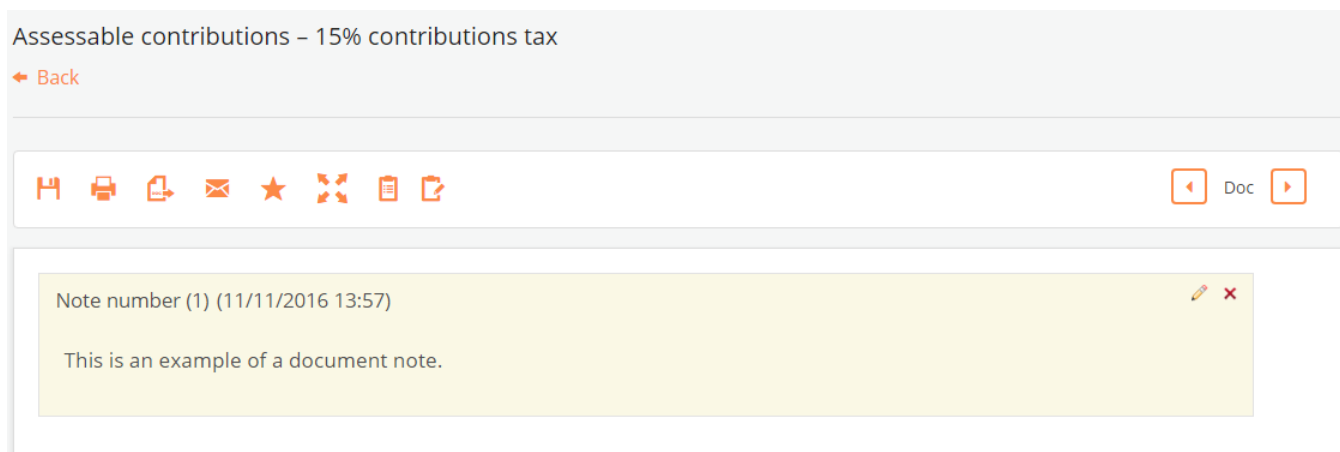 Assessable contributions – 15% contributions tax
Back
Doc
Note number (1) (11/11/2016 13:57)
This is an example of a document note.